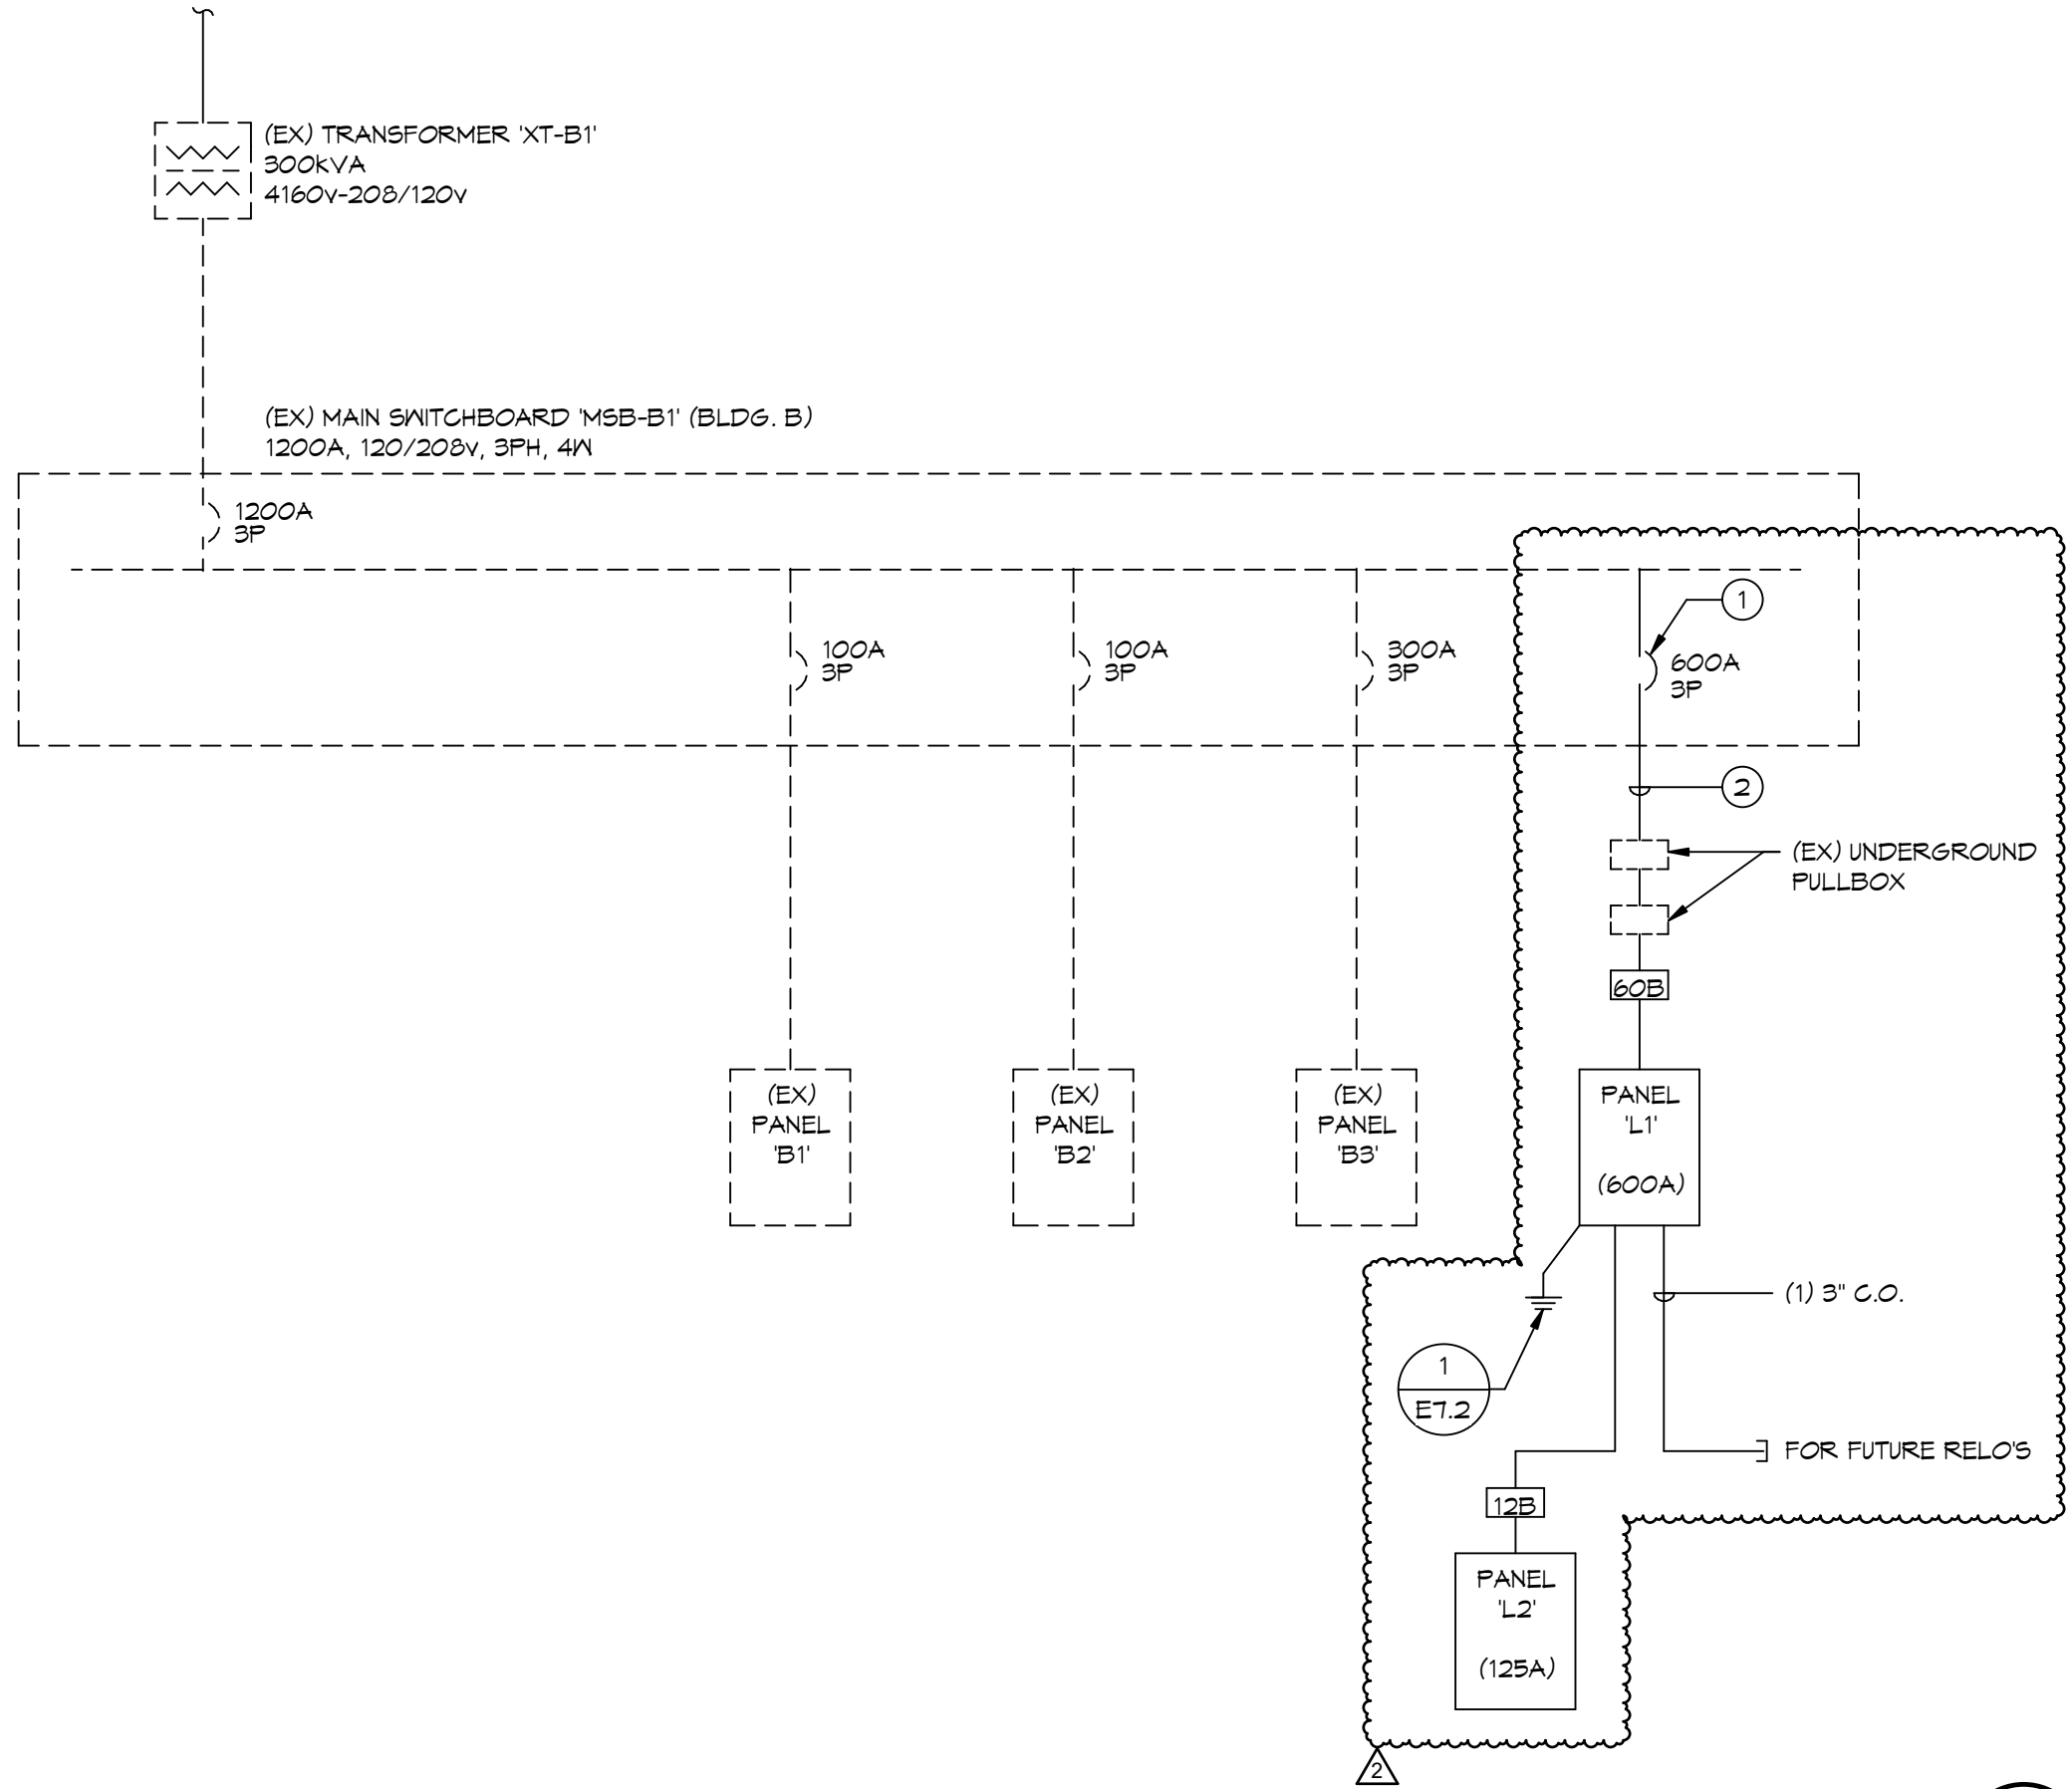 (EX) TRANSFORMER 'XT-B1'
300kVA
4160v-208/120v
(EX) MAIN SWITCHBOARD 'MSB-B1' (BLDG. B)
1200A, 120/208v, 3PH, 4W
1200A
3P
100A
3P
100A
3P
300A
3P
1
600A
3P
2
(EX) UNDERGROUND
PULLBOX
60B
(EX)
PANEL
'B1'
(EX)
PANEL
'B2'
(EX)
PANEL
'B3'
PANEL
'L1'
(600A)
(1) 3" C.O.
1
E7.2
FOR FUTURE RELO'S
12B
PANEL
'L2'
(125A)
2